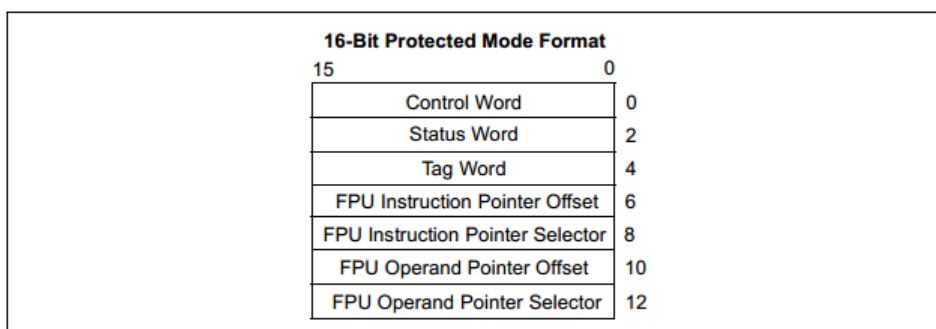 16-Bit Protected Mode Format
15 0
Control Word 0
Status Word 2
Tag Word 4
FPU Instruction Pointer Offset 6
FPU Instruction Pointer Selector 8
FPU Operand Pointer Offset 10
FPU Operand Pointer Selector 12